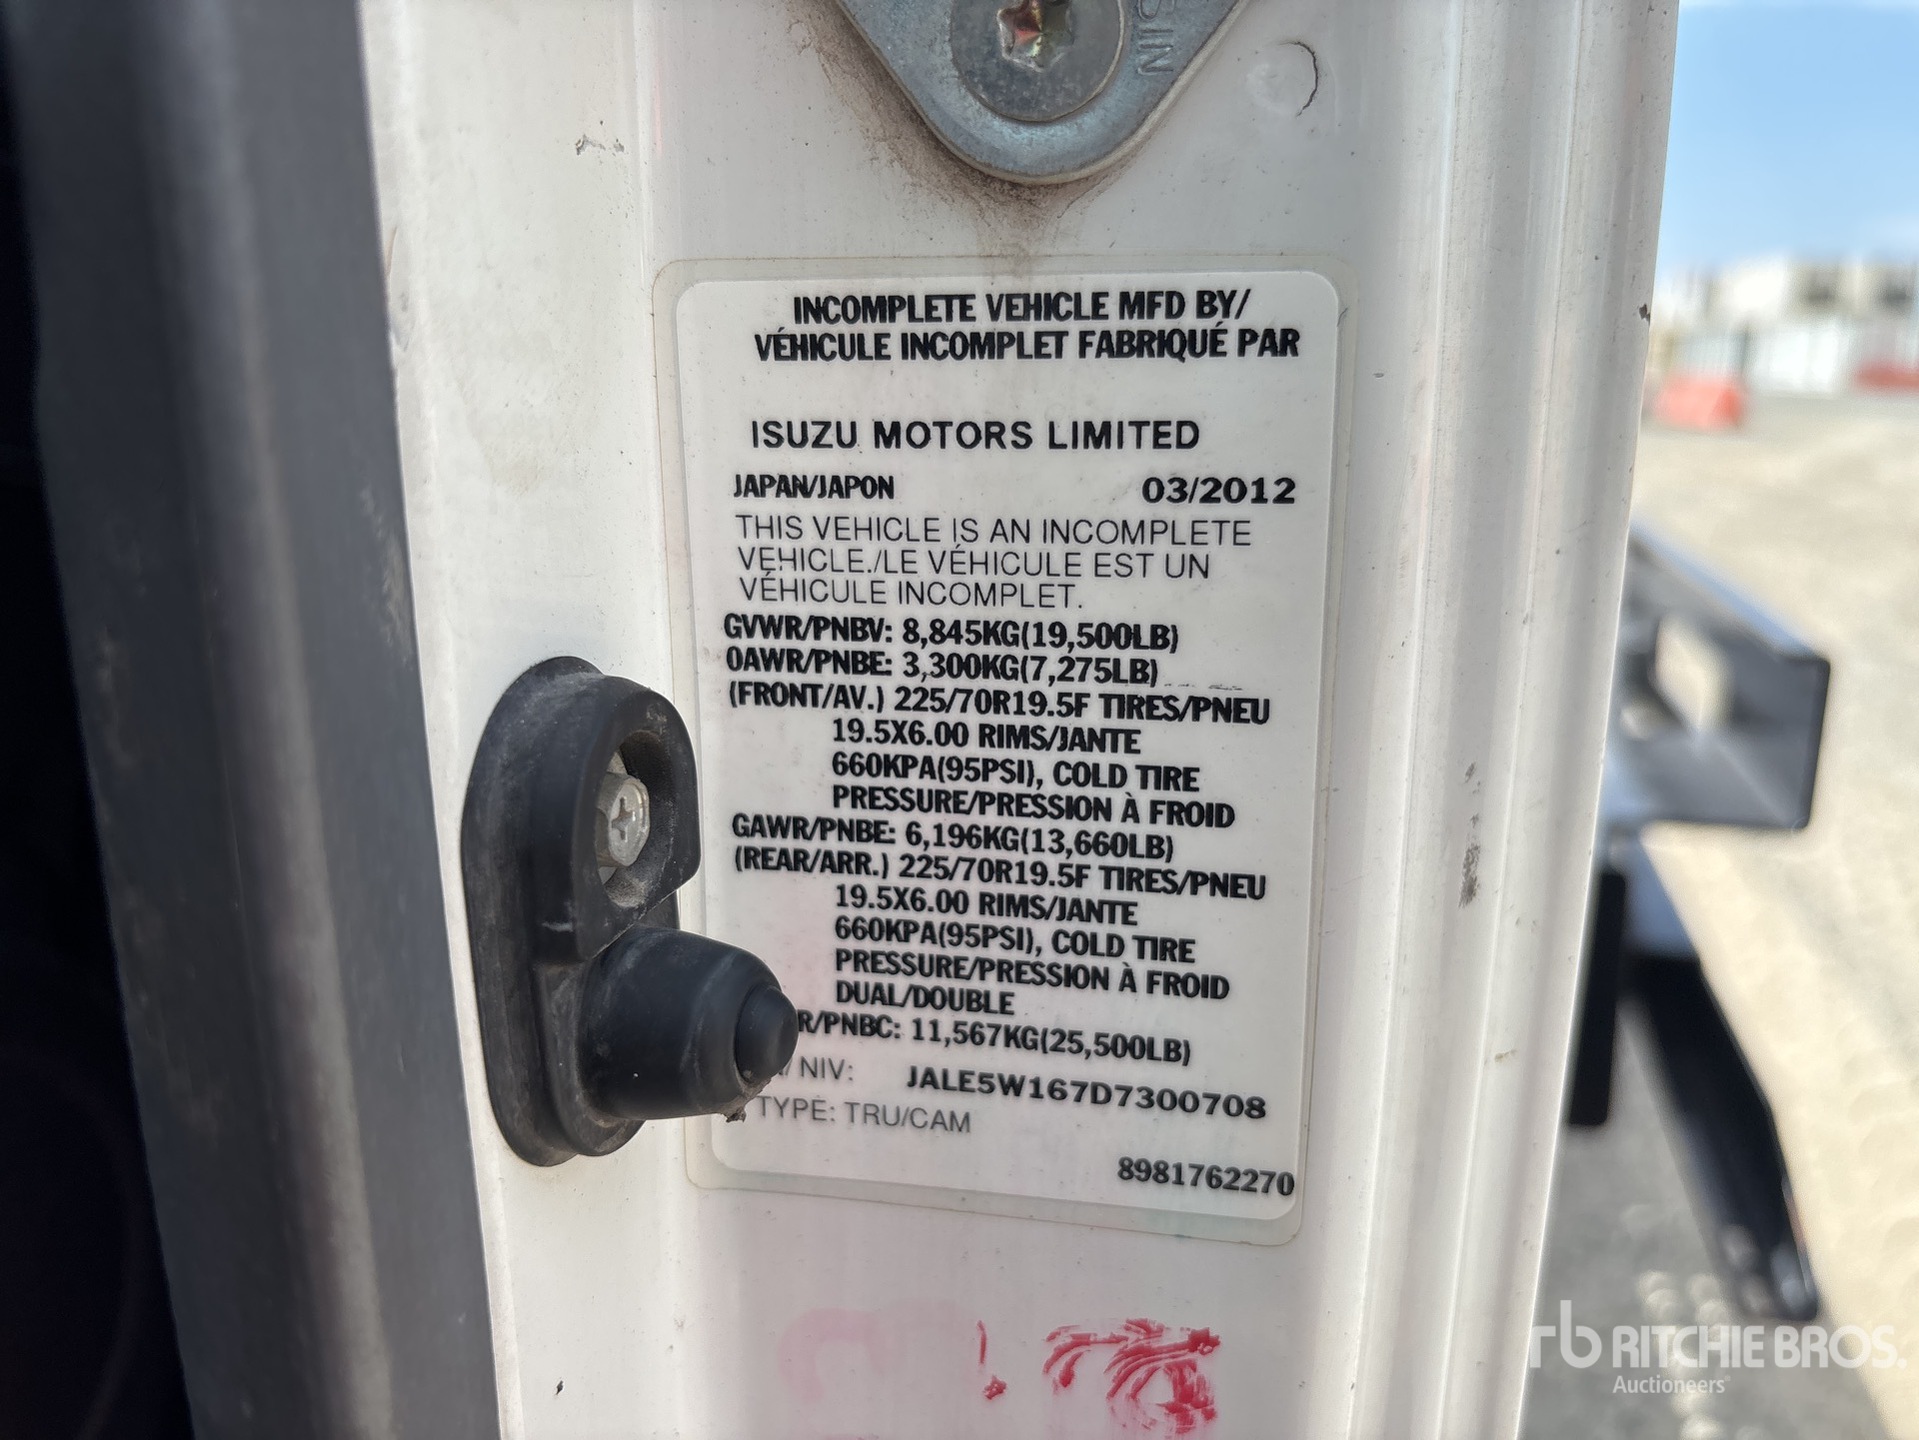 SIN
INCOMPLETE VEHICLE MFD BY/
VÉHICULE INCOMPLET FABRIQUÉ PAR
ISUZU MOTORS LIMITED
JAPAN/JAPON 03/2012
THIS VEHICLE IS AN INCOMPLETE
VEHICLE./LE VÉHICULE EST UN
VÉHICULE INCOMPLET.
GVWR/PNBV: 8,845KG(19,500LB)
0AWR/PNBE: 3,300KG(7,275LB)
(FRONT/AV.) 225/70R19.5F TIRES/PNEU
19.5X6.00 RIMS/JANTE
660KPA(95PSI), COLD TIRE
PRESSURE/PRESSION À FROID
GAWR/PNBE: 6,196KG(13,660LB)
(REAR/ARR.) 225/70R19.5F TIRES/PNEU
19.5X6.00 RIMS/JANTE
660KPA(95PSI), COLD TIRE
PRESSURE/PRESSION À FROID
DUAL/DOUBLE
R/PNBC: 11,567KG(25,500LB)
/ NIV: JALE5W167D7300708
TYPE: TRU/CAM
8981762270
rb RITCHIE BROS.
Auctioneers